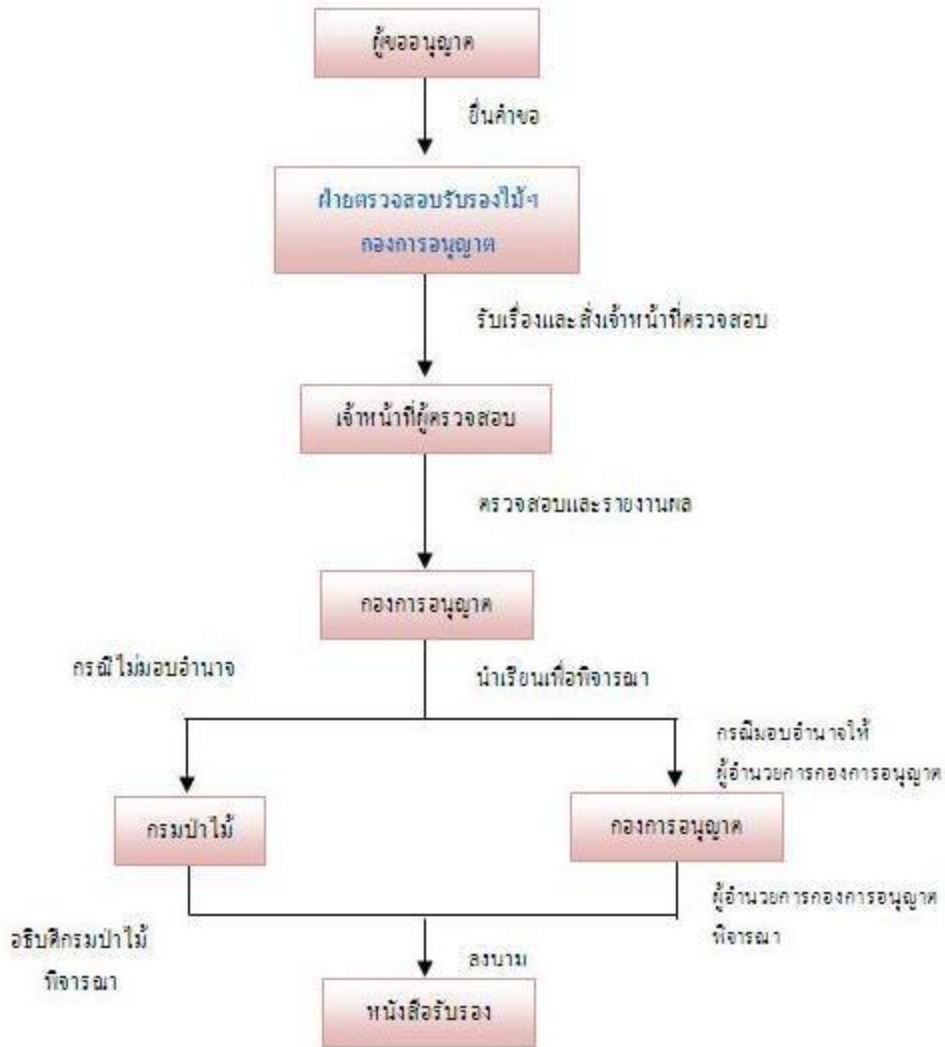 ผู้ขออนุญาต
ยื่นคำขอ
ฝ่ายตรวจสอบรับรองไม้ฯ
กองการอนุญาต
รับเรื่องและสั่งเจ้าหน้าที่ตรวจสอบ
เจ้าหน้าที่ผู้ตรวจสอบ
ตรวจสอบและรายงานผล
กองการอนุญาต
กรณีไม่มอบอำนาจ
นำเรียนเพื่อพิจารณา
กรณีมอบอำนาจให้
ผู้อำนวยการกองการอนุญาต
กรมป่าไม้
กองการอนุญาต
อธิบดีกรมป่าไม้
พิจารณา
ผู้อำนวยการกองการอนุญาต
พิจารณา
ลงนาม
หนังสือรับรอง